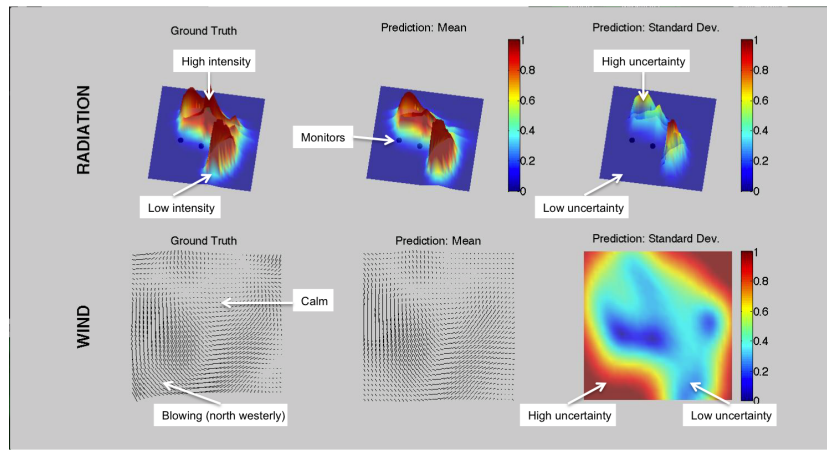 Ground Truth
Prediction: Mean
Prediction: Standard Dev.
High intensity
High uncertainty
RADIATION
Monitors
Low intensity
Low uncertainty
1
0.8
0.6
0.4
0.2
0
1
0.8
0.6
0.4
0.2
0
Ground Truth
Prediction: Mean
Prediction: Standard Dev.
WIND
Calm
Blowing (north westerly)
High uncertainty
Low uncertainty
1
0.8
0.6
0.4
0.2
0